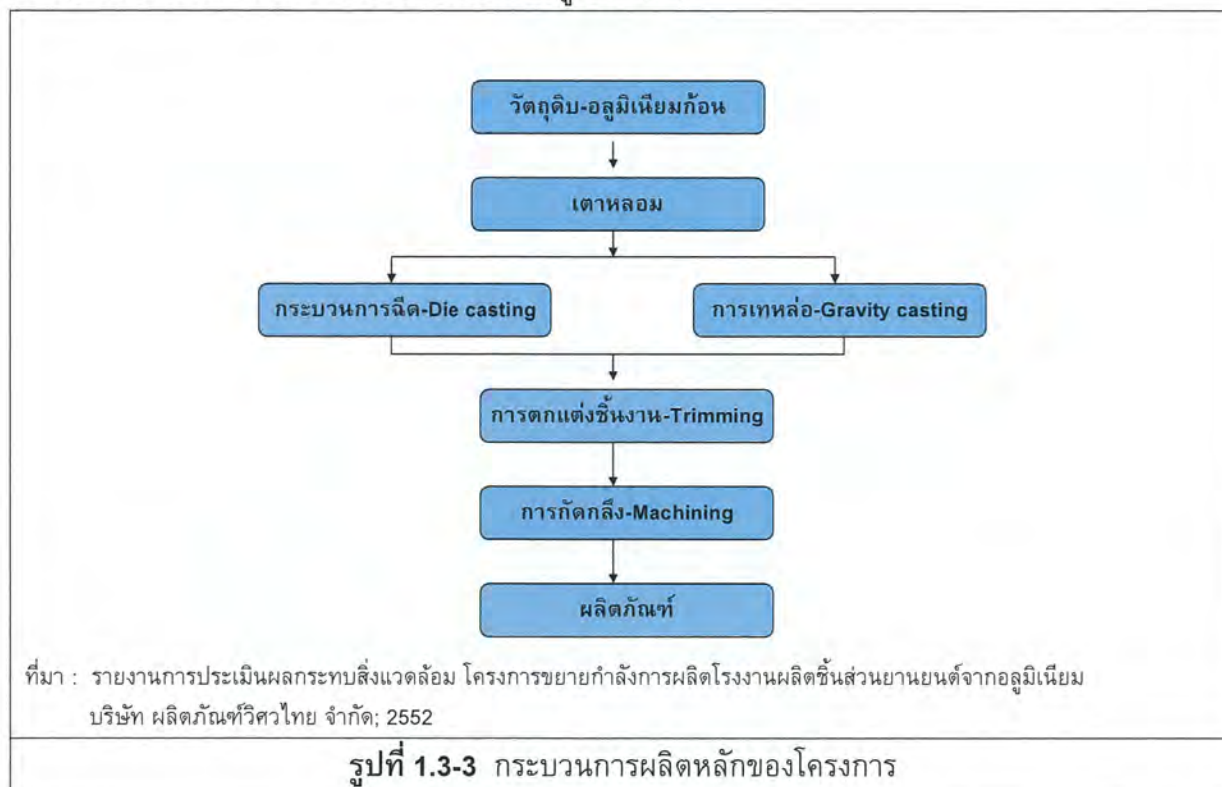 วัตถุดิบ-อลูมิเนียมก้อน
เตาหลอม
กระบวนการฉีด-Die casting
การเทหล่อ-Gravity casting
การตกแต่งชิ้นงาน-Trimming
การกัดกลึง-Machining
ผลิตภัณฑ์
ที่มา : รายงานการประเมินผลกระทบสิ่งแวดล้อม โครงการขยายกำลังการผลิตโรงงานผลิตชิ้นส่วนยานยนต์จากอลูมิเนียม
บริษัท ผลิตภัณฑ์วิศวไทย จำกัด; 2552
รูปที่ 1.3-3 กระบวนการผลิตหลักของโครงการ